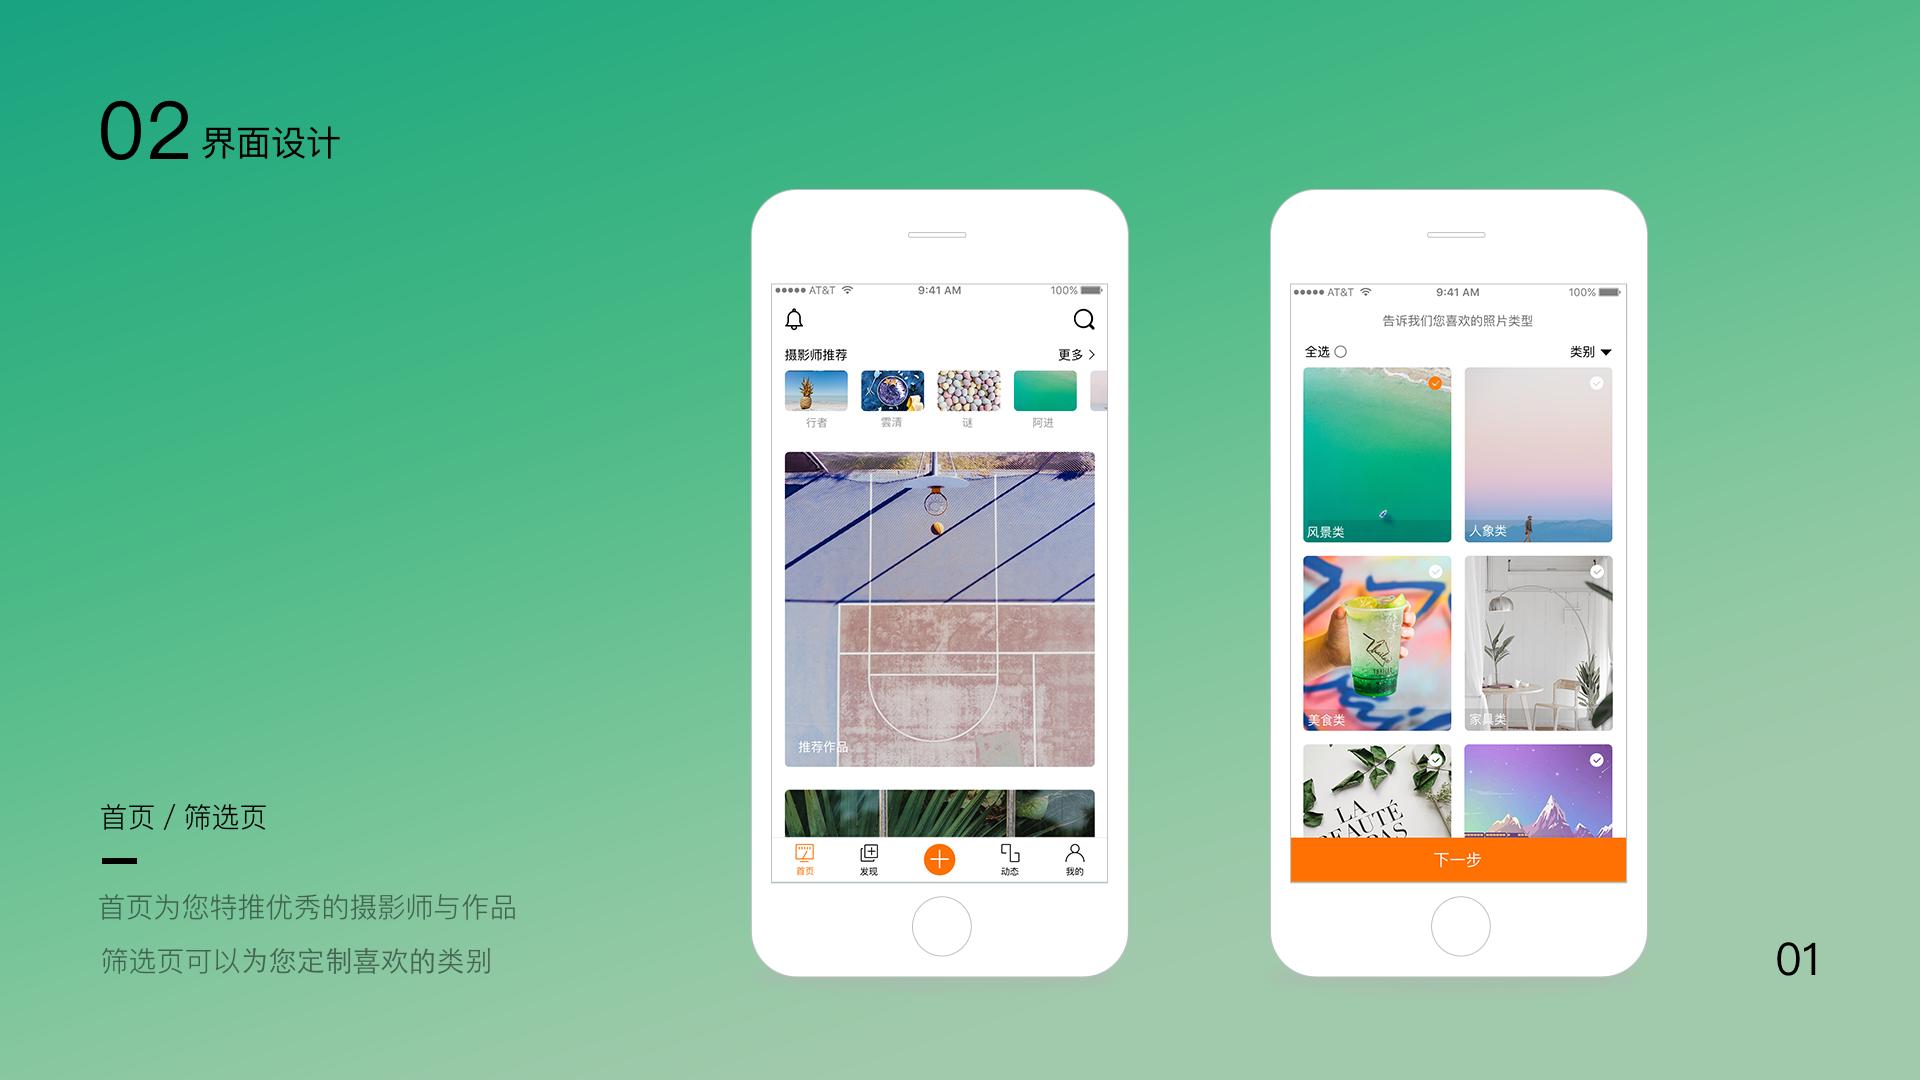 02 界面设计
AT&T 9:41 AM 100%
摄影师推荐 更多
行者 雲清 谜 阿进
推荐作品
首页 发现 动态 我的
AT&T 9:41 AM 100%
告诉我们您喜欢的照片类型
全选 类别
风景类 人象类
美食类 家具类
LA
BEAUTÉ
PAS
下一步
首页 / 筛选页
首页为您特推优秀的摄影师与作品
筛选页可以为您定制喜欢的类别
01